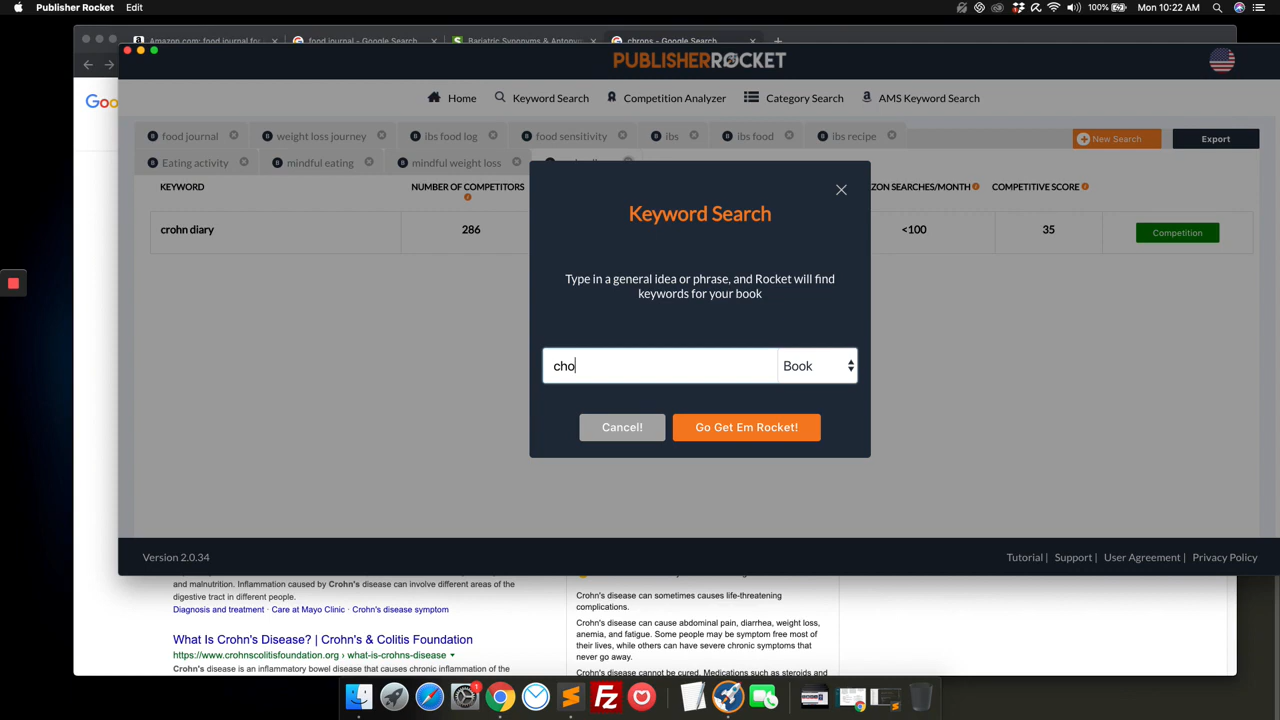 Publisher Rocket Edit
100% Mon 10:22 AM
Amazon.com: food journal fo
food journal - Google Search
Bariatric Synonyms & Antony
chrons - Google Search
PUBLISHERROCKET
Home Keyword Search Competition Analyzer Category Search AMS Keyword Search
Goo
food journal weight loss journey ibs food log food sensitivity ibs ibs food ibs recipe
New Search Export
Eating activity mindful eating mindful weight loss
KEYWORD NUMBER OF COMPETITORS ZON SEARCHES/MONTH COMPETITIVE SCORE
crohn diary 286 <100 35 Competition
Keyword Search
Type in a general idea or phrase, and Rocket will find
keywords for your book
cho Book
Cancel! Go Get Em Rocket!
Version 2.0.34 Tutorial | Support | User Agreement | Privacy Policy
and malnutrition. Inflammation caused by Crohn's disease can involve different areas of the
digestive tract in different people.
Diagnosis and treatment · Care at Mayo Clinic · Crohn's disease symptom
What Is Crohn's Disease? | Crohn's & Colitis Foundation
https://www.crohnscolitisfoundation.org › what-is-crohns-disease
Crohn's disease is an inflammatory bowel disease that causes chronic inflammation of the
Crohn's disease can sometimes causes life-threatening
complications.
Crohn's disease can cause abdominal pain, diarrhea, weight loss,
anemia, and fatigue. Some people may be symptom free most of
their lives, while others can have severe chronic symptoms that
never go away.
Crohn's disease cannot be cured. Medications such as steroids and